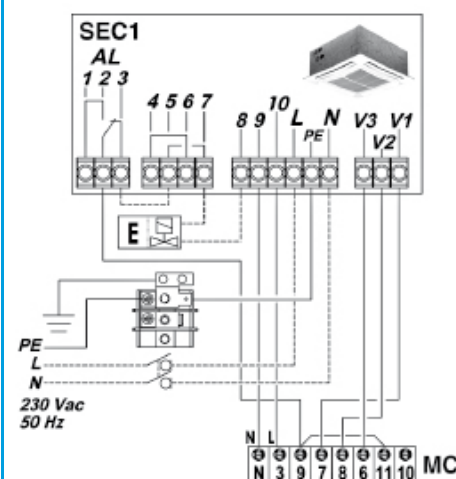 SEC1
AL
1 2 3
4 5 6 7
8 9 10 L PE N
V3 V2 V1
E
PE
L
N
230 Vac
50 Hz
N L
N 3 9 7 8 6 11 10 MC